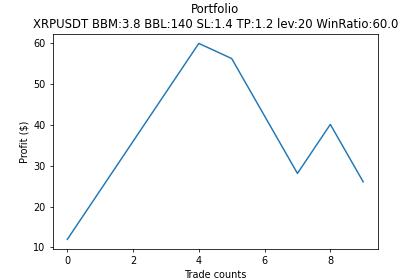 Portfolio
XRPUSDT BBM:3.8 BBL:140 SL:1.4 TP:1.2 lev:20 WinRatio:60.0
60
50
40
30
20
10
Profit ($)
0 2 4 6 8
Trade counts